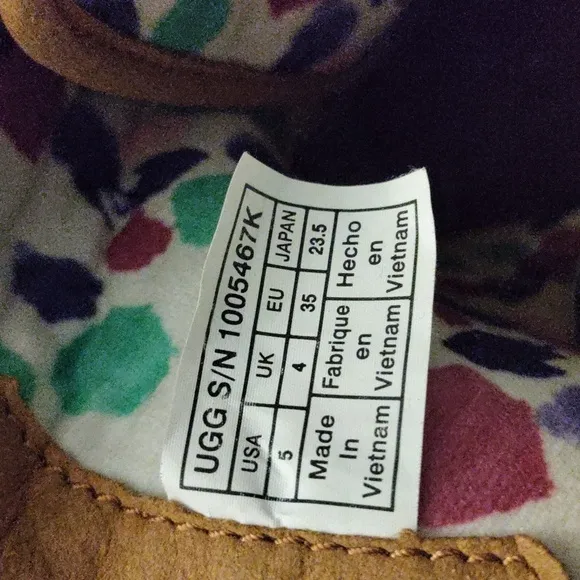 UGG S/N 1005467K
USA UK EU JAPAN
5 4 35 23.5
Made Fabrique Hecho
In en en
Vietnam Vietnam Vietnam